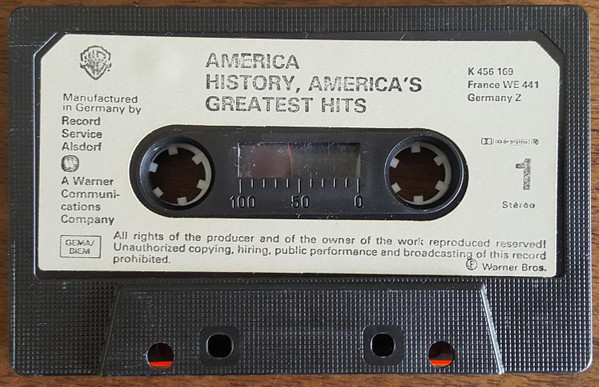 AMERICA
HISTORY, AMERICA'S
GREATEST HITS
K 456 169
France WE 441
Germany Z
Manufactured
in Germany by
Record
Service
Alsdorf
A Warner
Communi-
cations
Company
DOLBY SYSTEM
1
Stéréo
100 50 0
GEMA/
BIEM
All rights of the producer and of the owner of the work reproduced reserved!
Unauthorized copying, hiring, public performance and broadcasting of this record
prohibited.
Ⓟ Warner Bros.